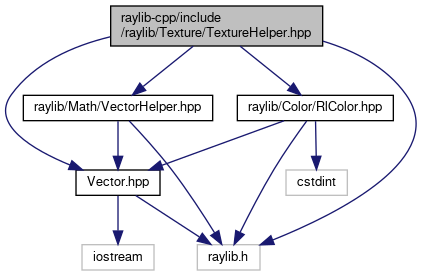 raylib-cpp/include
/raylib/Texture/TextureHelper.hpp
raylib/Math/VectorHelper.hpp
raylib/Color/RlColor.hpp
Vector.hpp
cstdint
iostream
raylib.h